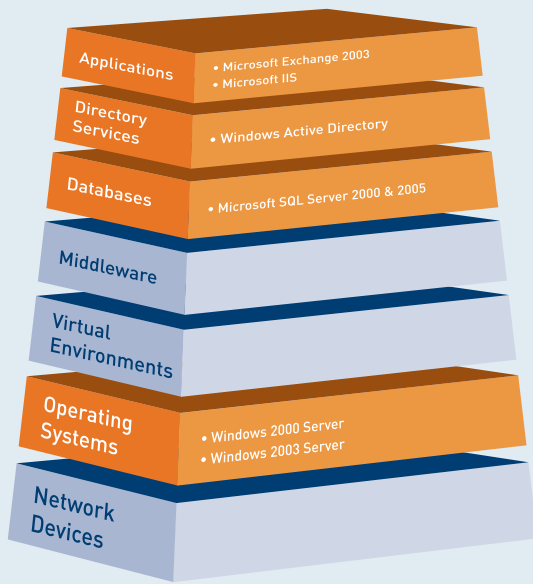 Applications
• Microsoft Exchange 2003
• Microsoft IIS
Directory
Services
• Windows Active Directory
Databases
• Microsoft SQL Server 2000 & 2005
Middleware
Virtual
Environments
Operating
Systems
• Windows 2000 Server
• Windows 2003 Server
Network
Devices